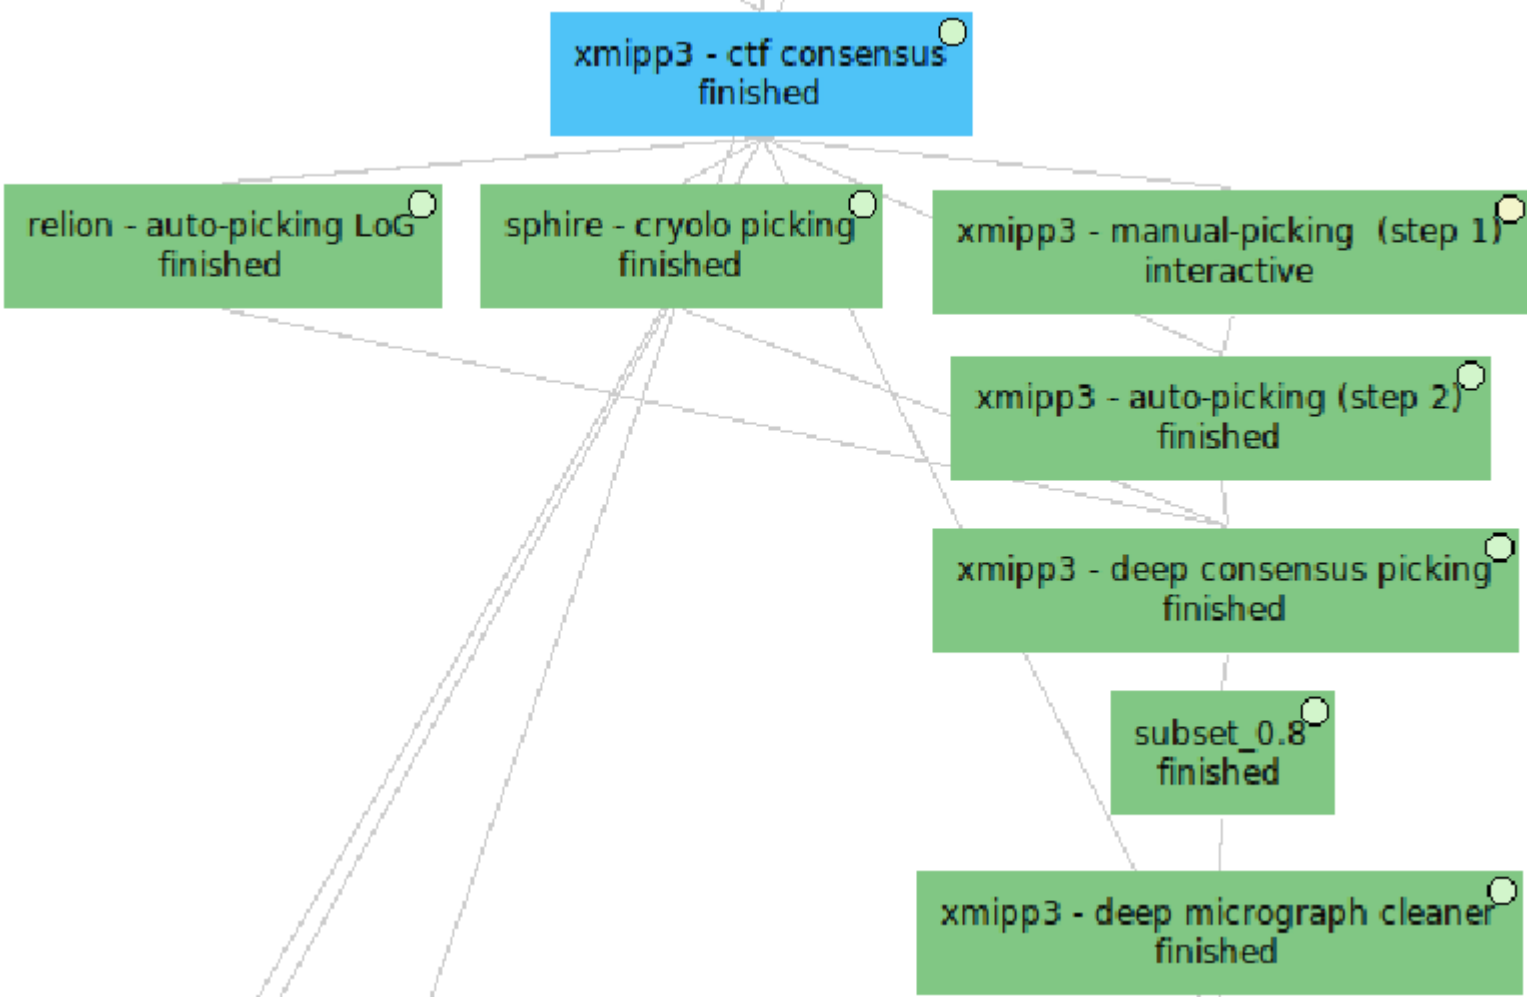 xmipp3 - ctf consensus
finished
relion - auto-picking LoG
finished
sphire - cryolo picking
finished
xmipp3 - manual-picking (step 1)
interactive
xmipp3 - auto-picking (step 2)
finished
xmipp3 - deep consensus picking
finished
subset_0.8
finished
xmipp3 - deep micrograph cleaner
finished